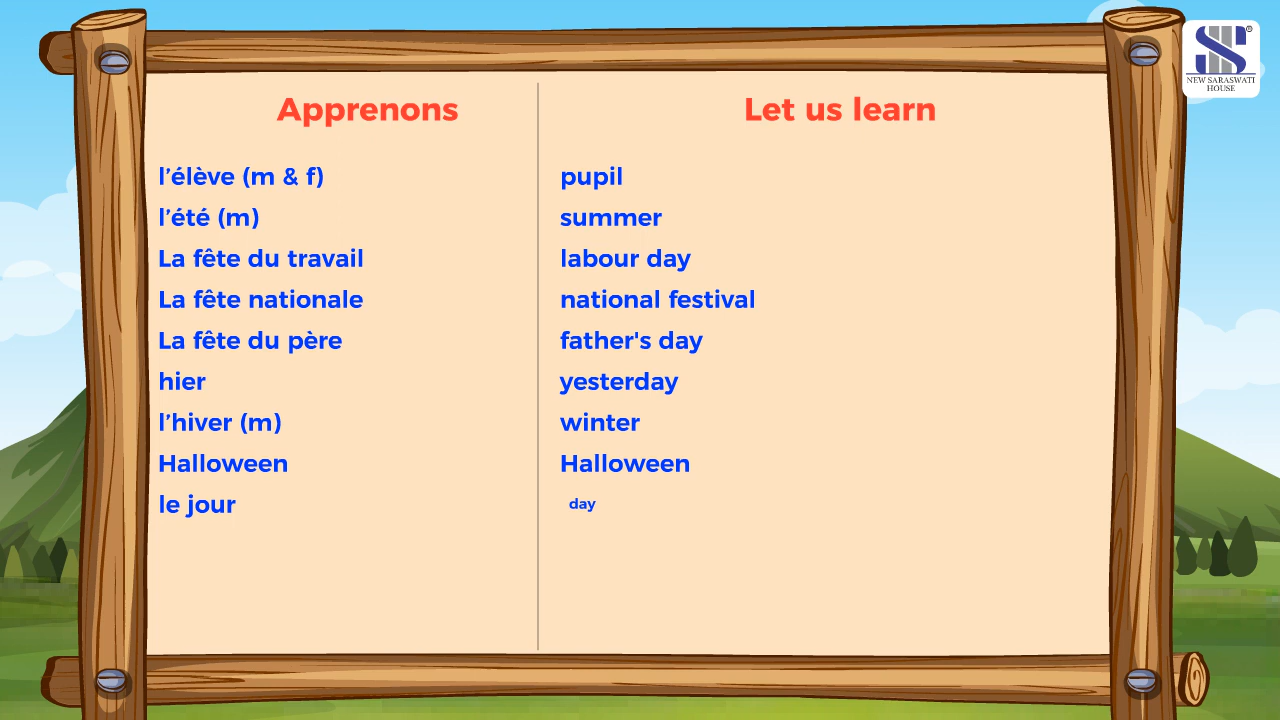 Apprenons Let us learn
l’élève (m & f) pupil
l’été (m) summer
La fête du travail labour day
La fête nationale national festival
La fête du père father's day
hier yesterday
l’hiver (m) winter
Halloween Halloween
le jour day
NEW SARASWATI
HOUSE